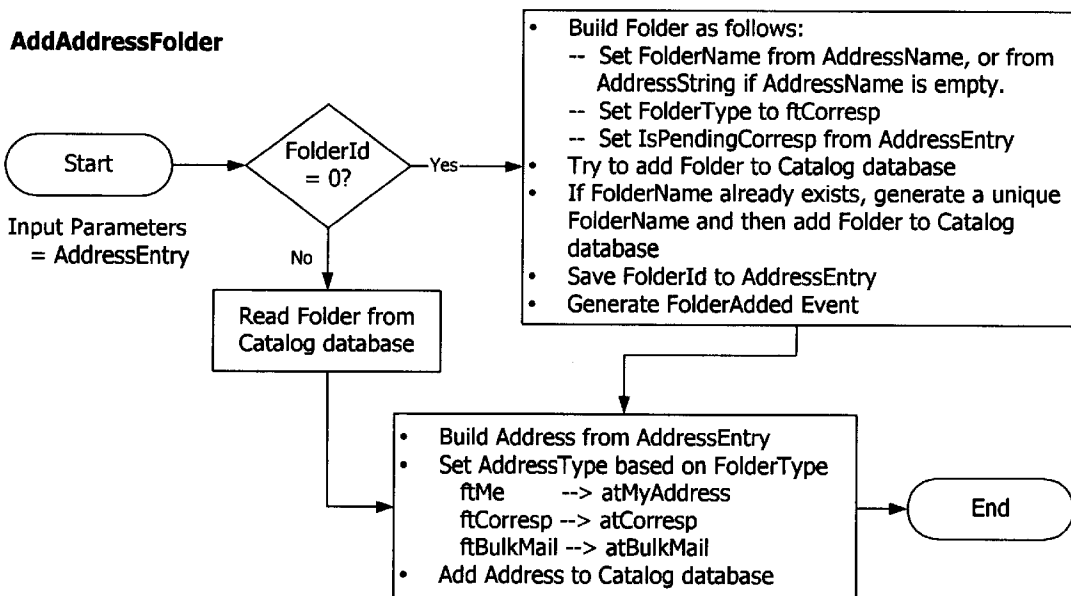 AddAddressFolder
Start
Input Parameters
= AddressEntry
FolderId
= 0?
Yes
No
• Build Folder as follows:
-- Set FolderName from AddressName, or from
AddressString if AddressName is empty.
-- Set FolderType to ftCorresp
-- Set IsPendingCorresp from AddressEntry
• Try to add Folder to Catalog database
• If FolderName already exists, generate a unique
FolderName and then add Folder to Catalog
database
• Save FolderId to AddressEntry
• Generate FolderAdded Event
Read Folder from
Catalog database
• Build Address from AddressEntry
• Set AddressType based on FolderType
ftMe --> atMyAddress
ftCorresp --> atCorresp
ftBulkMail --> atBulkMail
• Add Address to Catalog database
End